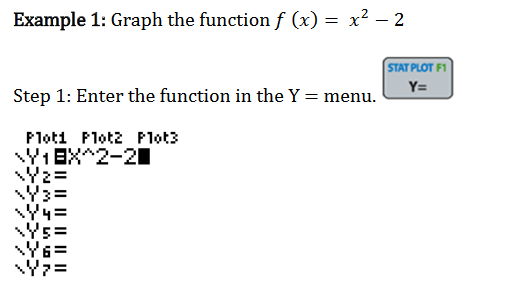 Example 1: Graph the function f (x) = x² − 2
STAT PLOT F1
Y=
Step 1: Enter the function in the Y = menu.
Plot1 Plot2 Plot3
\Y1=X^2-2
\Y2=
\Y3=
\Y4=
\Y5=
\Y6=
\Y7=